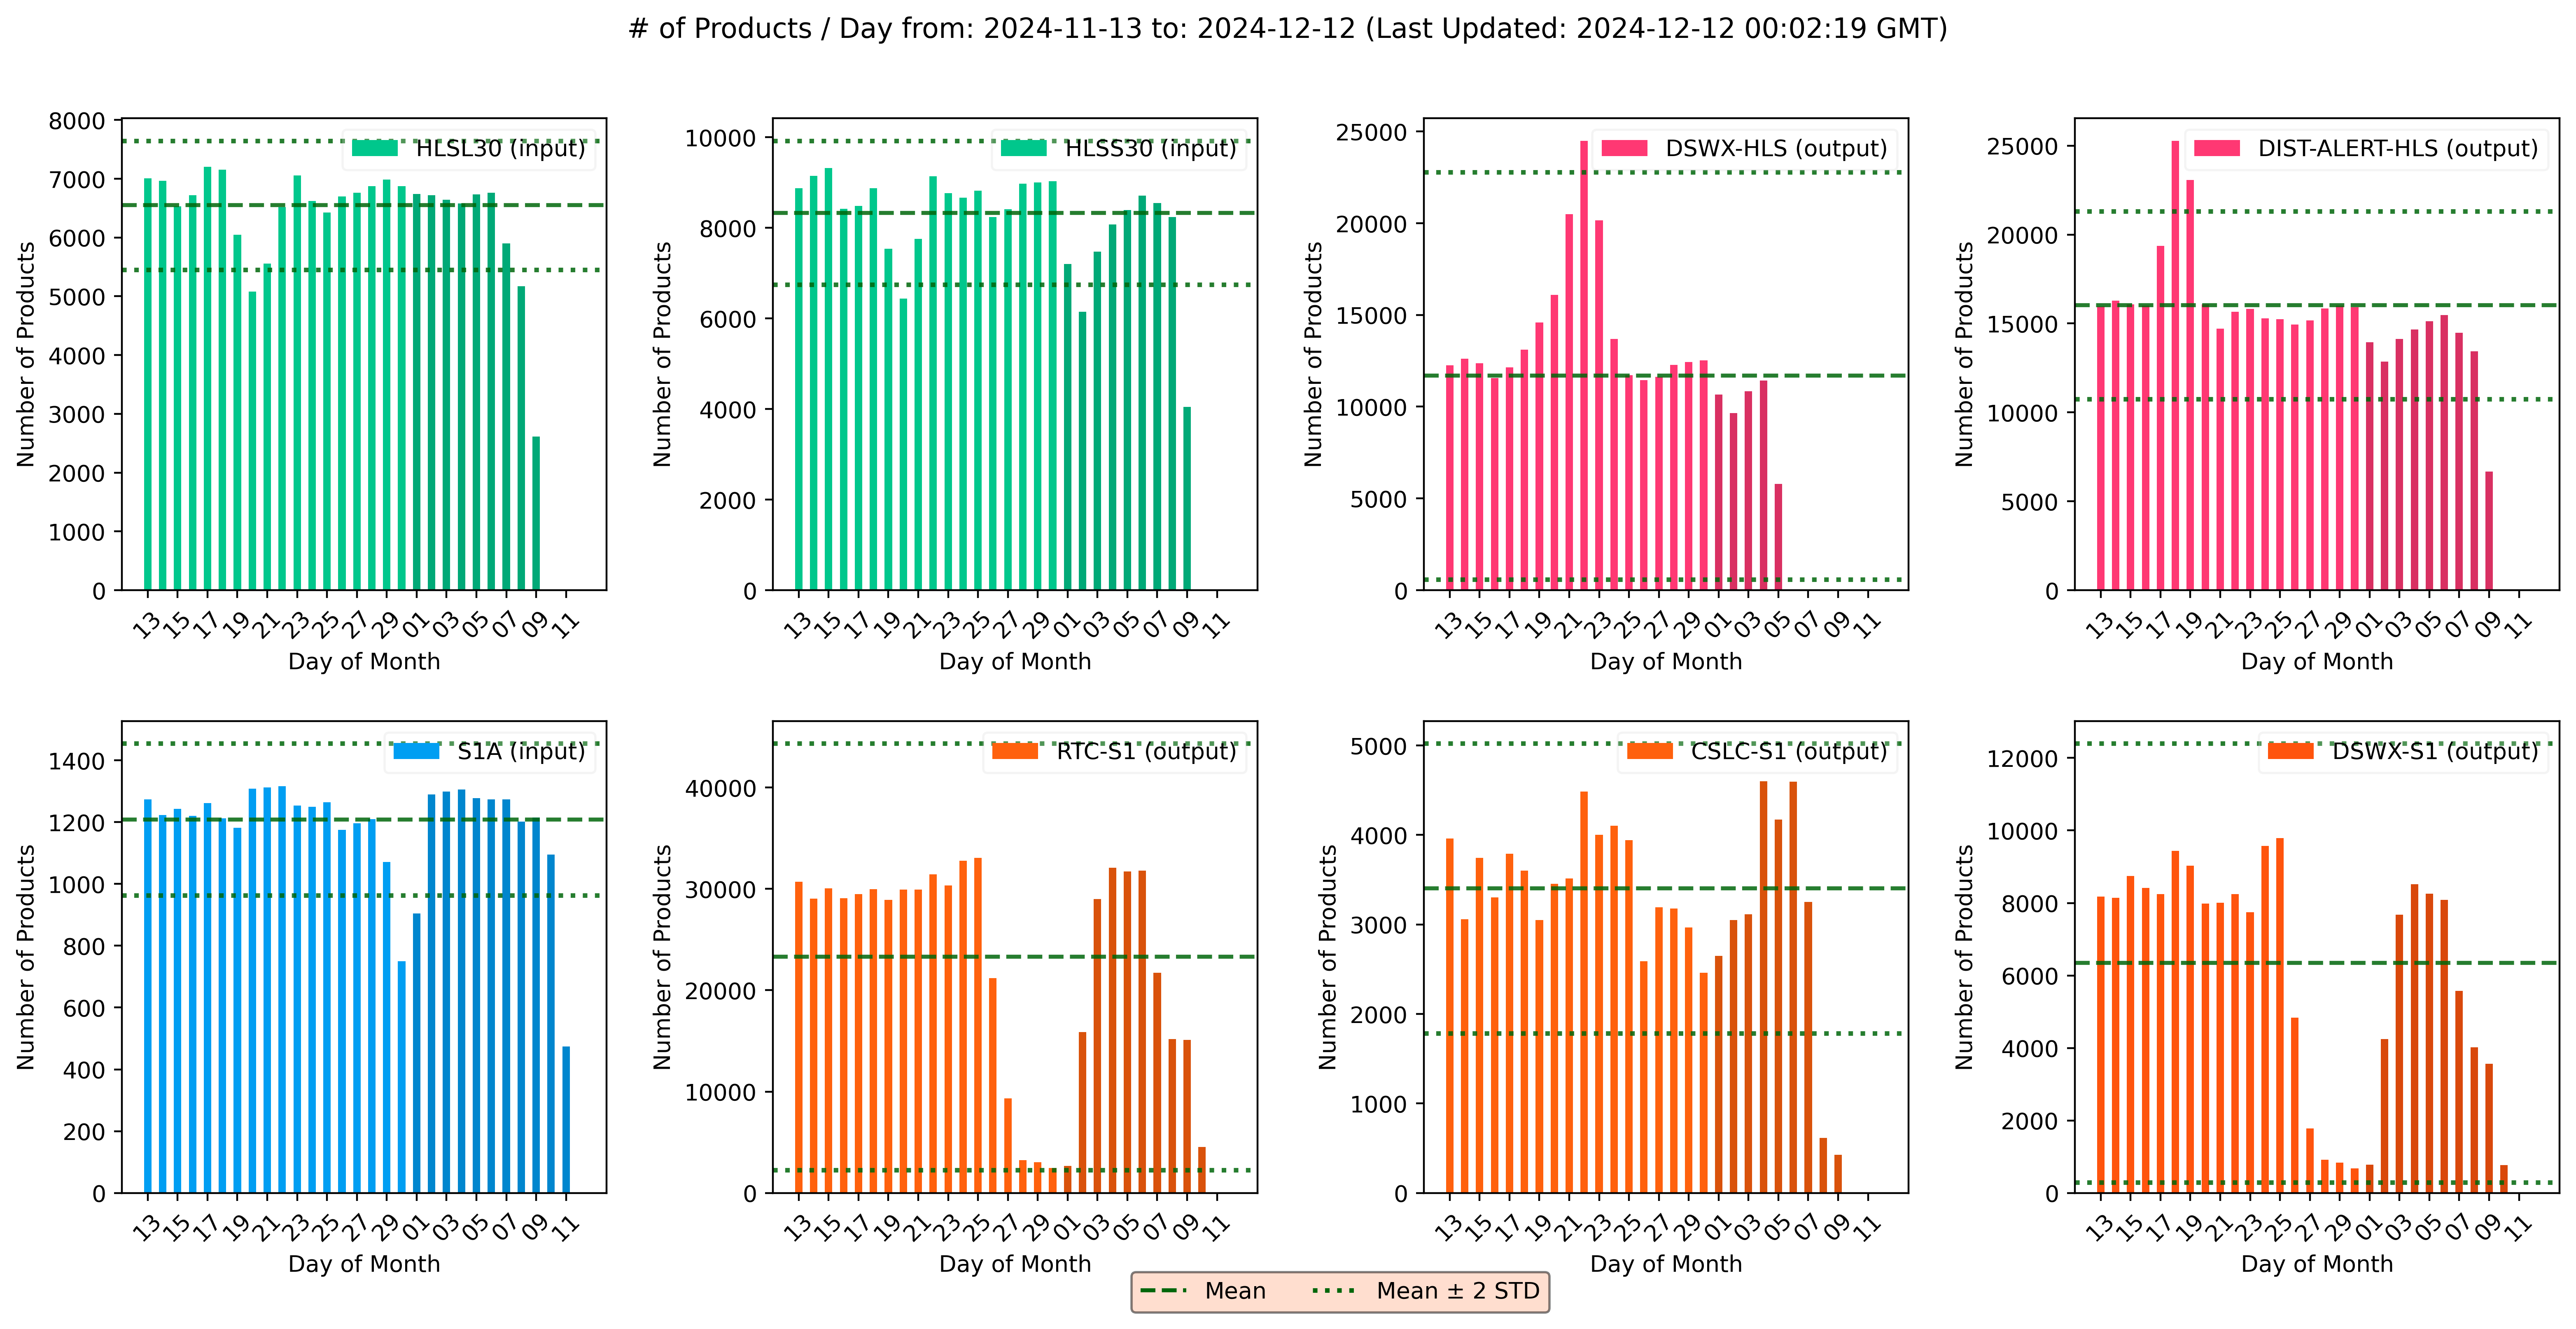 # of Products / Day from: 2024-11-13 to: 2024-12-12 (Last Updated: 2024-12-12 00:02:19 GMT)
HLSL30 (input)
Number of Products
8000
7000
6000
5000
4000
3000
2000
1000
0
13 15 17 19 21 23 25 27 29 01 03 05 07 09 11
Day of Month
HLSS30 (input)
Number of Products
10000
8000
6000
4000
2000
0
13 15 17 19 21 23 25 27 29 01 03 05 07 09 11
Day of Month
DSWX-HLS (output)
Number of Products
25000
20000
15000
10000
5000
0
13 15 17 19 21 23 25 27 29 01 03 05 07 09 11
Day of Month
DIST-ALERT-HLS (output)
Number of Products
25000
20000
15000
10000
5000
0
13 15 17 19 21 23 25 27 29 01 03 05 07 09 11
Day of Month
S1A (input)
Number of Products
1400
1200
1000
800
600
400
200
0
13 15 17 19 21 23 25 27 29 01 03 05 07 09 11
Day of Month
RTC-S1 (output)
Number of Products
40000
30000
20000
10000
0
13 15 17 19 21 23 25 27 29 01 03 05 07 09 11
Day of Month
CSLC-S1 (output)
Number of Products
5000
4000
3000
2000
1000
0
13 15 17 19 21 23 25 27 29 01 03 05 07 09 11
Day of Month
DSWX-S1 (output)
Number of Products
12000
10000
8000
6000
4000
2000
0
13 15 17 19 21 23 25 27 29 01 03 05 07 09 11
Day of Month
Mean Mean ± 2 STD